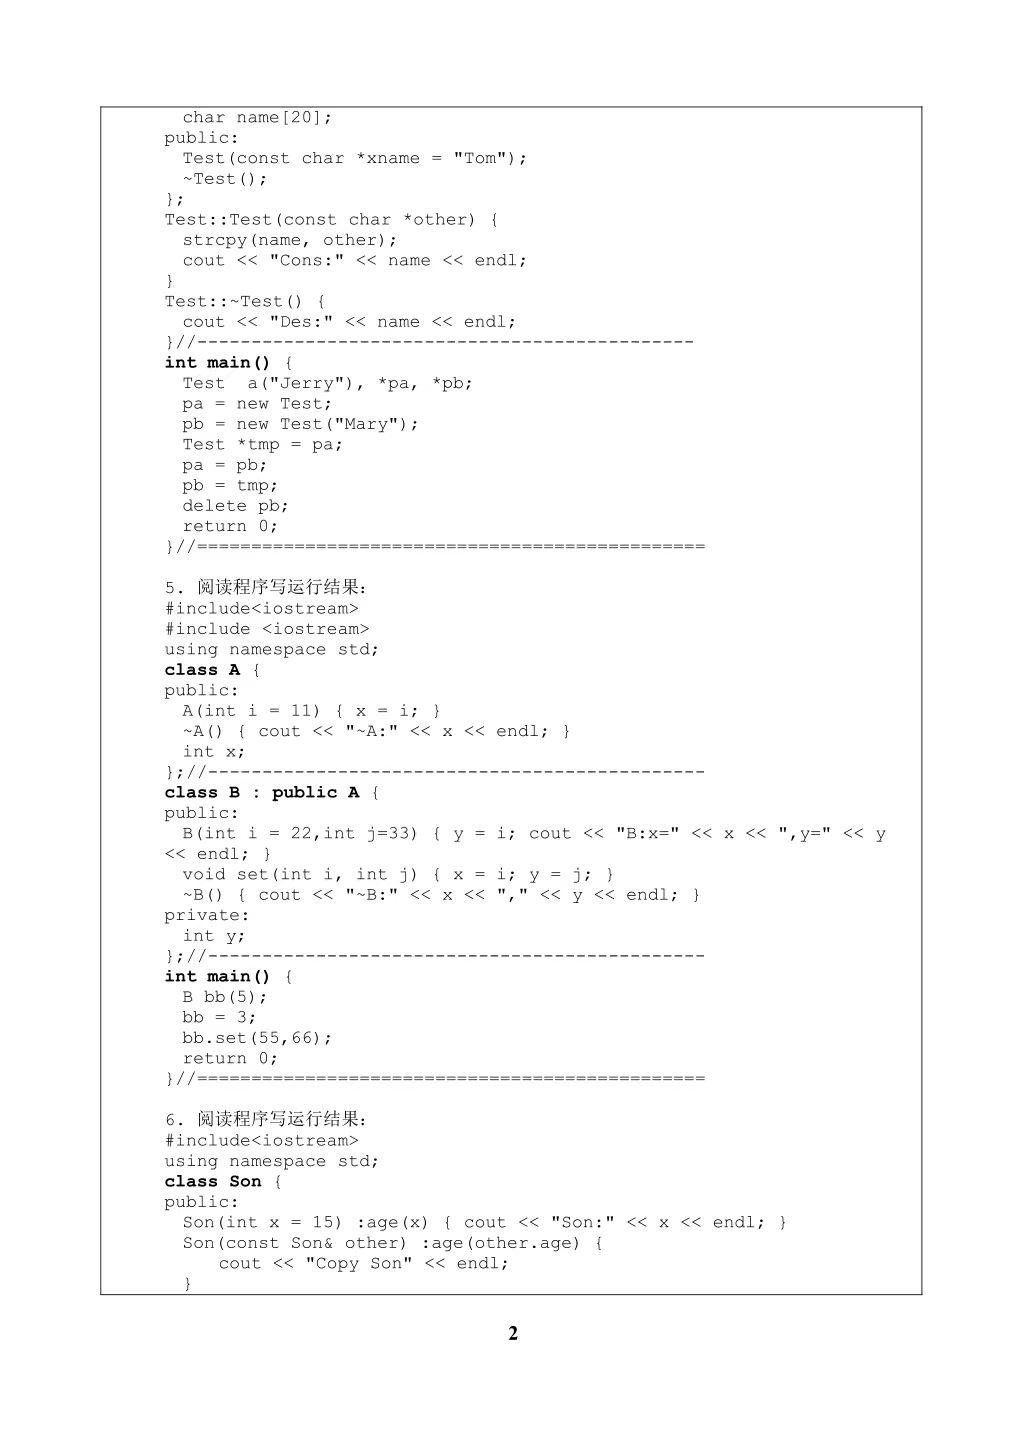 char name[20];
public:
Test(const char *xname = "Tom");
~Test();
};
Test::Test(const char *other) {
strcpy(name, other);
cout << "Cons:" << name << endl;
}
Test::~Test() {
cout << "Des:" << name << endl;
}//----------------------------------------------
int main() {
Test  a("Jerry"), *pa, *pb;
pa = new Test;
pb = new Test("Mary");
Test *tmp = pa;
pa = pb;
pb = tmp;
delete pb;
return 0;
}//===============================================
5. 阅读程序写运行结果:
#include<iostream>
#include <iostream>
using namespace std;
class A {
public:
A(int i = 11) { x = i; }
~A() { cout << "~A:" << x << endl; }
int x;
};//----------------------------------------------
class B : public A {
public:
B(int i = 22,int j=33) { y = i; cout << "B:x=" << x << ",y=" << y
<< endl; }
void set(int i, int j) { x = i; y = j; }
~B() { cout << "~B:" << x << "," << y << endl; }
private:
int y;
};//----------------------------------------------
int main() {
B bb(5);
bb = 3;
bb.set(55,66);
return 0;
}//===============================================
6. 阅读程序写运行结果:
#include<iostream>
using namespace std;
class Son {
public:
Son(int x = 15) :age(x) { cout << "Son:" << x << endl; }
Son(const Son& other) :age(other.age) {
cout << "Copy Son" << endl;
}
2